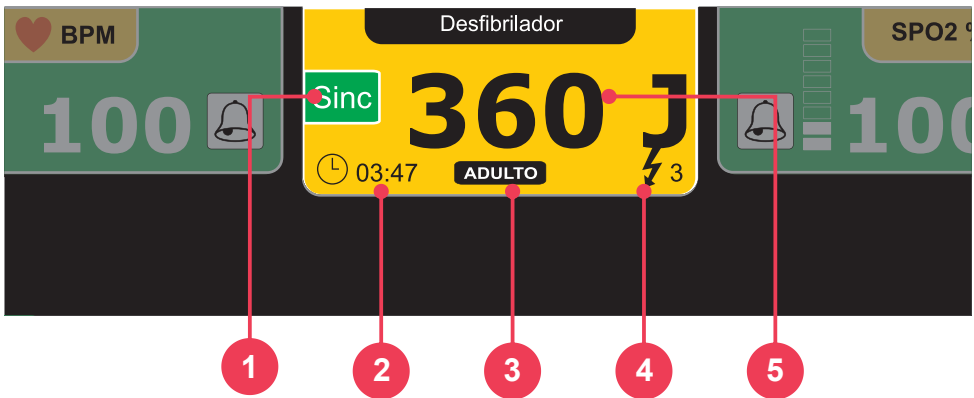 BPM
100
Desfibrilador
Sinc
360 J
03:47
ADULTO
3
SPO2
100
1
2
3
4
5